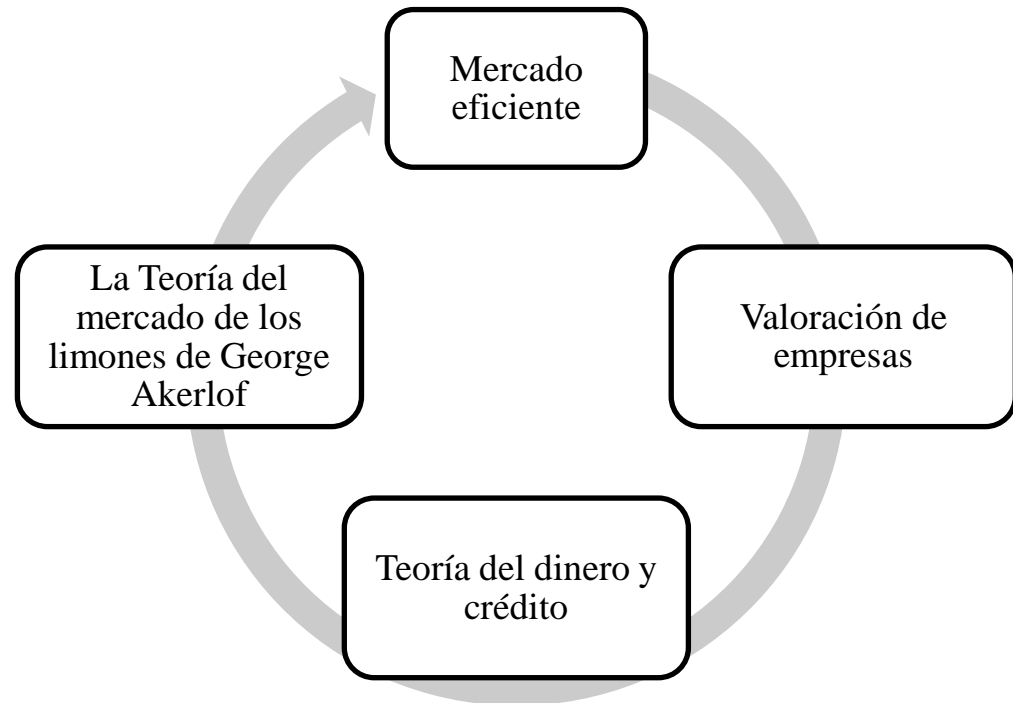 Mercado
eficiente
Valoración de
empresas
Teoría del dinero y
crédito
La Teoría del
mercado de los
limones de George
Akerlof